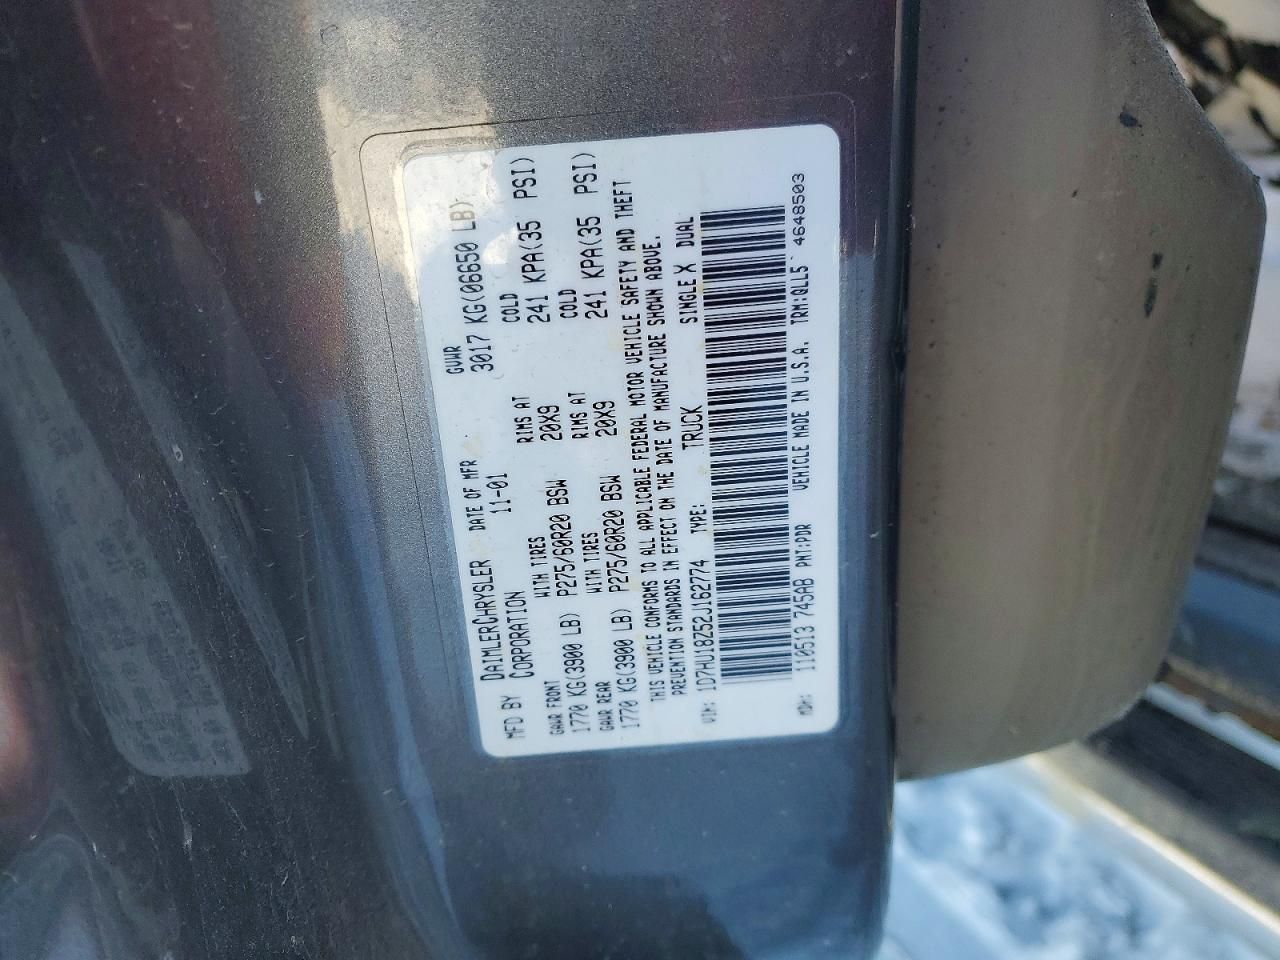 MFD BY DAIMLERCHRYSLER DATE OF MFR GVWR
CORPORATION 11-01 3017 KG(06650 LB)
GAWR FRONT WITH TIRES RIMS AT COLD
1770 KG(3900 LB) P275/60R20 BSW 20X9 241 KPA(35 PSI)
GAWR REAR WITH TIRES RIMS AT COLD
1770 KG(3900 LB) P275/60R20 BSW 20X9 241 KPA(35 PSI)
THIS VEHICLE CONFORMS TO ALL APPLICABLE FEDERAL MOTOR VEHICLE SAFETY AND THEFT
PREVENTION STANDARDS IN EFFECT ON THE DATE OF MANUFACTURE SHOWN ABOVE.
VIN: 1D7HU18Z52J162774 TYPE: TRUCK SINGLE X DUAL
MDH: 110513 745AB PNT:PDR VEHICLE MADE IN U.S.A. TRM:QLL5 4648503